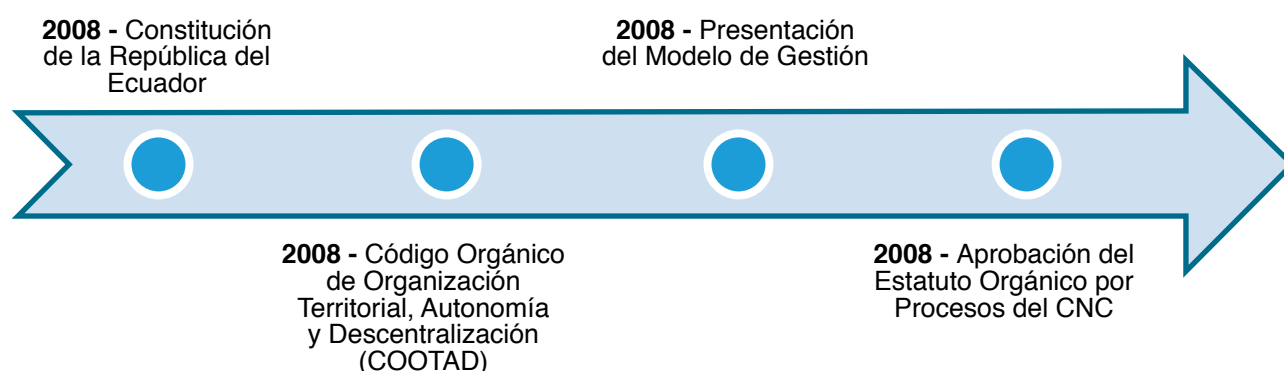 2008 - Constitución
de la República del
Ecuador
2008 - Código Orgánico
de Organización
Territorial, Autonomía
y Descentralización
(COOTAD)
2008 - Presentación
del Modelo de Gestión
2008 - Aprobación del
Estatuto Orgánico por
Procesos del CNC